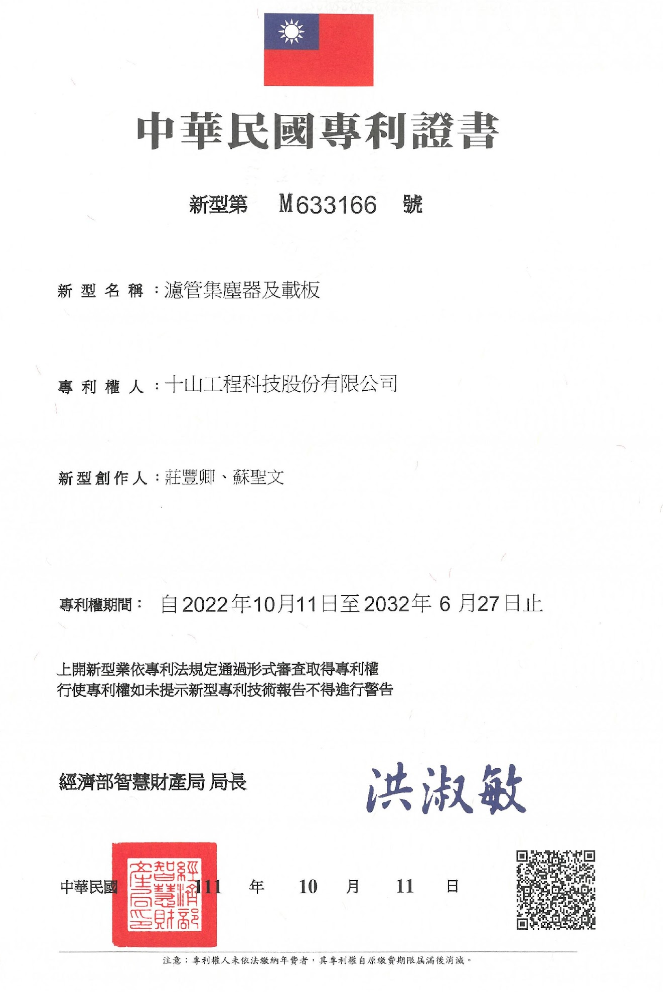 中華民國專利證書
新型第 M633166 號
新型名稱：濾管集塵器及載板
專利權人：十山工程科技股份有限公司
新型創作人：莊豐卿、蘇聖文
專利權期間： 自2022年10月11日至2032年 6 月27日止
上開新型業依專利法規定通過形式審查取得專利權
行使專利權如未提示新型專利技術報告不得進行警告
經濟部智慧財產局 局長 洪淑敏
經濟部智慧財產局印
中華民國 111 年 10 月 11 日
注意：專利權人未依法繳納年費者，其專利權自原繳費期限屆滿後消滅。